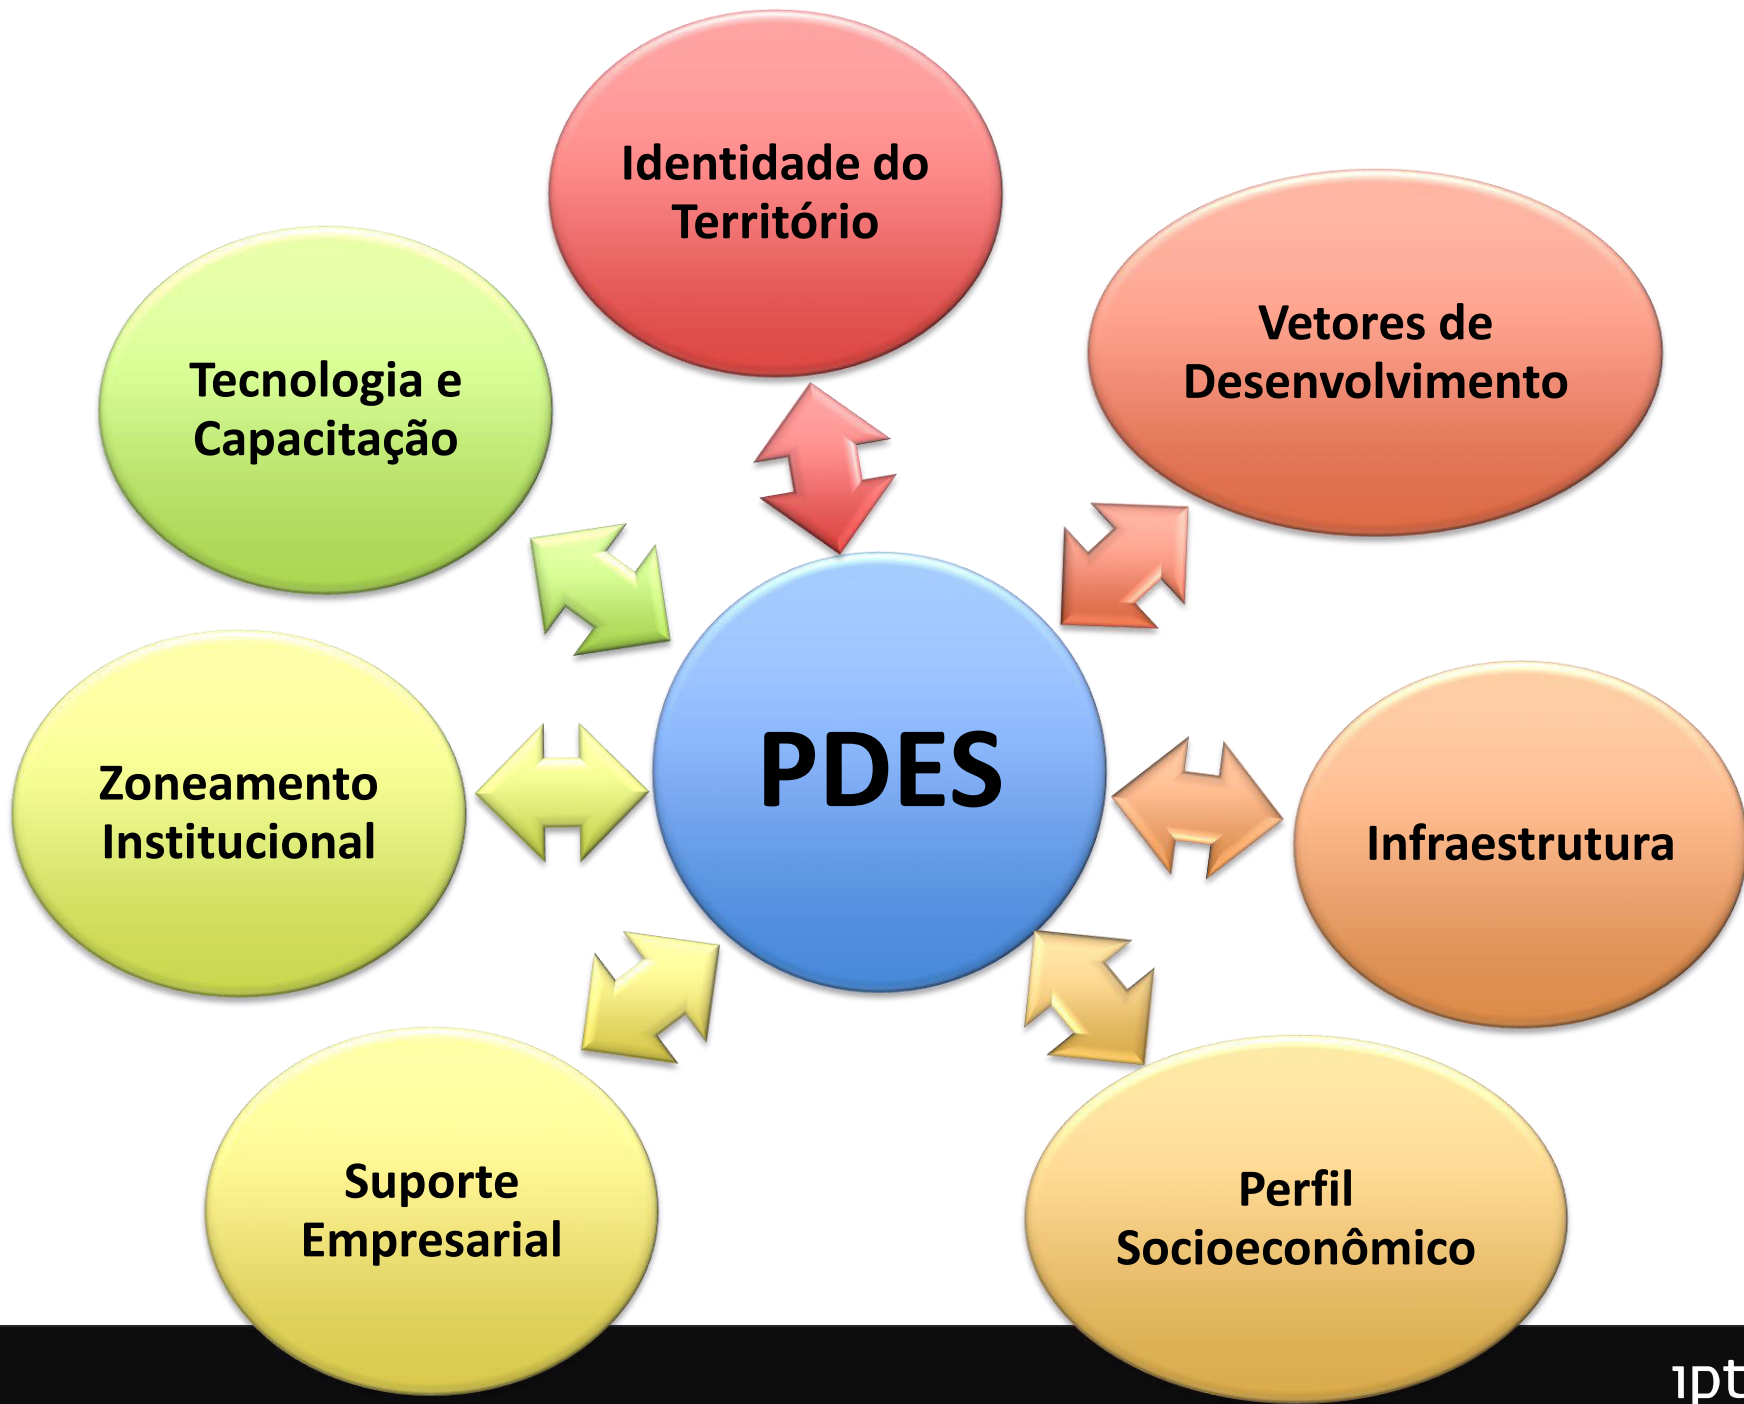 Identidade do
Território
Vetores de
Desenvolvimento
Tecnologia e
Capacitação
PDES
Zoneamento
Institucional
Infraestrutura
Suporte
Empresarial
Perfil
Socioeconômico
ipt